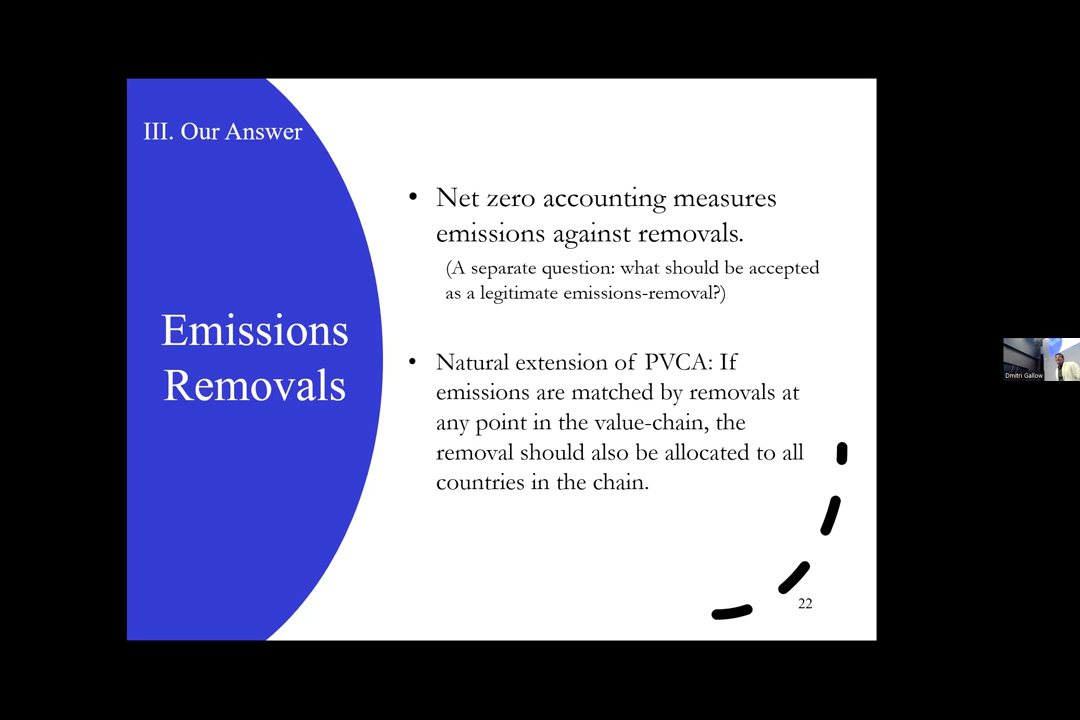 III. Our Answer
Emissions
Removals
• Net zero accounting measures
emissions against removals.
(A separate question: what should be accepted
as a legitimate emissions-removal?)
• Natural extension of PVCA: If
emissions are matched by removals at
any point in the value-chain, the
removal should also be allocated to all
countries in the chain.
22
Dmitri Gallow